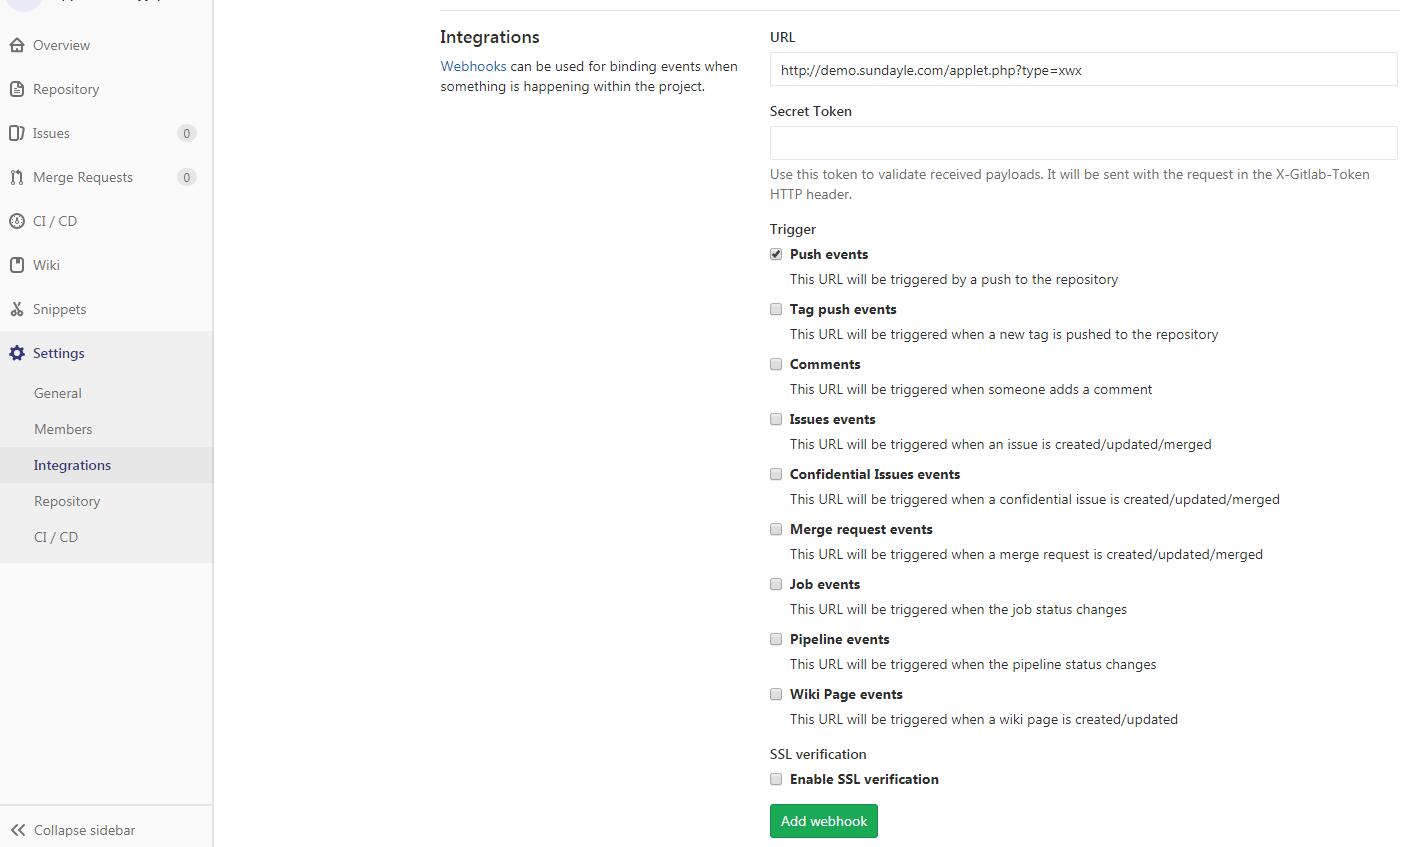 Overview
Repository
Issues 0
Merge Requests 0
CI / CD
Wiki
Snippets
Settings
General
Members
Integrations
Repository
CI / CD
Collapse sidebar
Integrations
Webhooks can be used for binding events when
something is happening within the project.
URL
http://demo.sundayle.com/applet.php?type=xwx
Secret Token
Use this token to validate received payloads. It will be sent with the request in the X-Gitlab-Token
HTTP header.
Trigger
Push events
This URL will be triggered by a push to the repository
Tag push events
This URL will be triggered when a new tag is pushed to the repository
Comments
This URL will be triggered when someone adds a comment
Issues events
This URL will be triggered when an issue is created/updated/merged
Confidential Issues events
This URL will be triggered when a confidential issue is created/updated/merged
Merge request events
This URL will be triggered when a merge request is created/updated/merged
Job events
This URL will be triggered when the job status changes
Pipeline events
This URL will be triggered when the pipeline status changes
Wiki Page events
This URL will be triggered when a wiki page is created/updated
SSL verification
Enable SSL verification
Add webhook